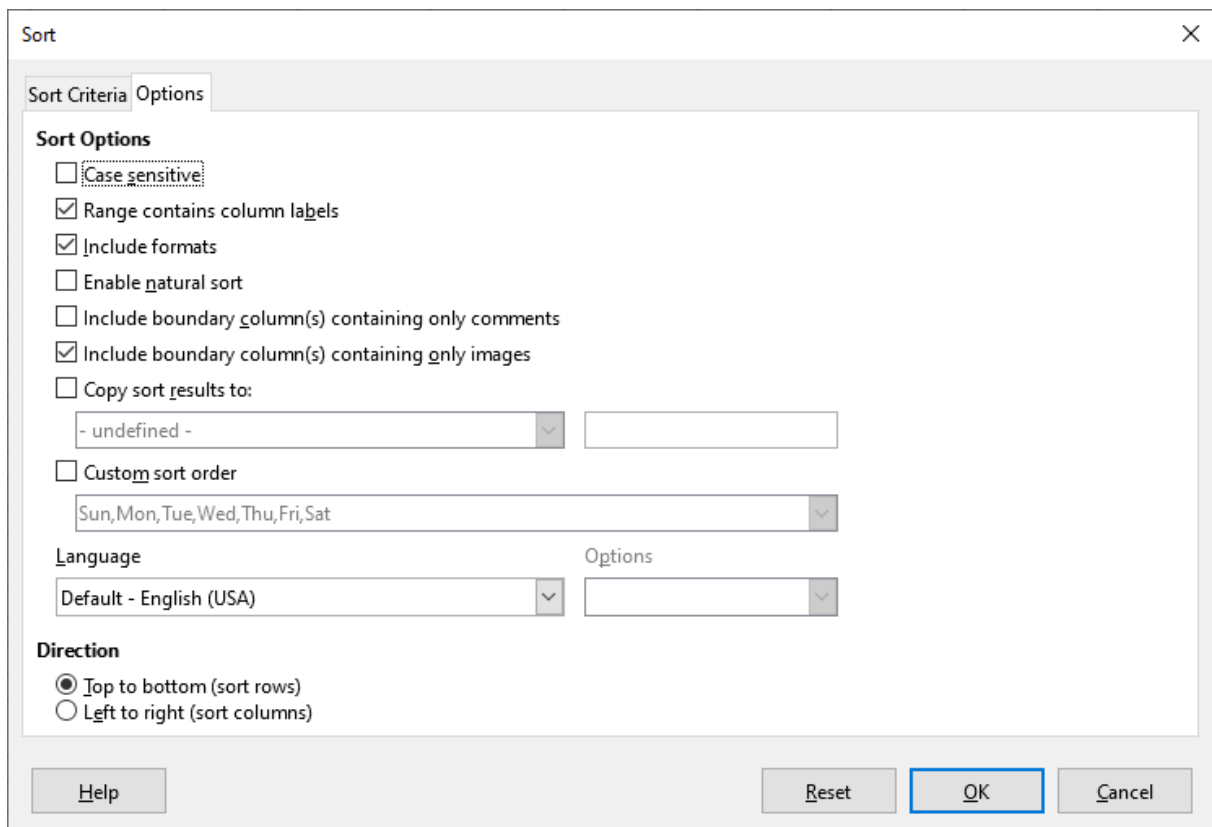 Sort
Sort Criteria Options
Sort Options
Case sensitive
Range contains column labels
Include formats
Enable natural sort
Include boundary column(s) containing only comments
Include boundary column(s) containing only images
Copy sort results to:
- undefined -
Custom sort order
Sun,Mon,Tue,Wed,Thu,Fri,Sat
Language Options
Default - English (USA)
Direction
Top to bottom (sort rows)
Left to right (sort columns)
Help Reset OK Cancel